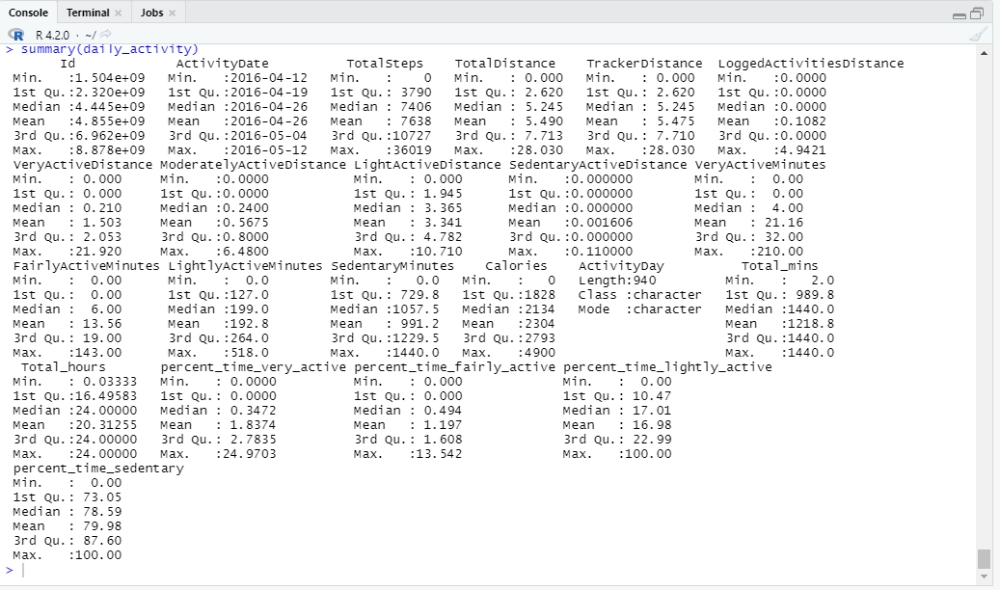 Console Terminal Jobs
R 4.2.0 · ~/
> summary(daily_activity)
       Id             ActivityDate          TotalSteps    TotalDistance    TrackerDistance  LoggedActivitiesDistance
 Min.   :1.504e+09   Min.   :2016-04-12   Min.   :    0   Min.   : 0.000   Min.   : 0.000   Min.   :0.0000
 1st Qu.:2.320e+09   1st Qu.:2016-04-19   1st Qu.: 3790   1st Qu.: 2.620   1st Qu.: 2.620   1st Qu.:0.0000
 Median :4.445e+09   Median :2016-04-26   Median : 7406   Median : 5.245   Median : 5.245   Median :0.0000
 Mean   :4.855e+09   Mean   :2016-04-26   Mean   : 7638   Mean   : 5.490   Mean   : 5.475   Mean   :0.1082
 3rd Qu.:6.962e+09   3rd Qu.:2016-05-04   3rd Qu.:10727   3rd Qu.: 7.713   3rd Qu.: 7.710   3rd Qu.:0.0000
 Max.   :8.878e+09   Max.   :2016-05-12   Max.   :36019   Max.   :28.030   Max.   :28.030   Max.   :4.9421
 VeryActiveDistance ModeratelyActiveDistance LightActiveDistance SedentaryActiveDistance VeryActiveMinutes
 Min.   : 0.000     Min.   :0.0000           Min.   : 0.000      Min.   :0.000000        Min.   :  0.00
 1st Qu.: 0.000     1st Qu.:0.0000           1st Qu.: 1.945      1st Qu.:0.000000        1st Qu.:  0.00
 Median : 0.210     Median :0.2400           Median : 3.365      Median :0.000000        Median :  4.00
 Mean   : 1.503     Mean   :0.5675           Mean   : 3.341      Mean   :0.001606        Mean   : 21.16
 3rd Qu.: 2.053     3rd Qu.:0.8000           3rd Qu.: 4.782      3rd Qu.:0.000000        3rd Qu.: 32.00
 Max.   :21.920     Max.   :6.4800           Max.   :10.710      Max.   :0.110000        Max.   :210.00
 FairlyActiveMinutes LightlyActiveMinutes SedentaryMinutes    Calories    ActivityDay          Total_mins
 Min.   :  0.00      Min.   :  0.0        Min.   :   0.0   Min.   :   0   Length:940         Min.   :   2.0
 1st Qu.:  0.00      1st Qu.:127.0        1st Qu.: 729.8   1st Qu.:1828   Class :character   1st Qu.: 989.8
 Median :  6.00      Median :199.0        Median :1057.5   Median :2134   Mode  :character   Median :1440.0
 Mean   : 13.56      Mean   :192.8        Mean   : 991.2   Mean   :2304                      Mean   :1218.8
 3rd Qu.: 19.00      3rd Qu.:264.0        3rd Qu.:1229.5   3rd Qu.:2793                      3rd Qu.:1440.0
 Max.   :143.00      Max.   :518.0        Max.   :1440.0   Max.   :4900                      Max.   :1440.0
  Total_hours       percent_time_very_active percent_time_fairly_active percent_time_lightly_active
 Min.   : 0.03333   Min.   : 0.0000          Min.   : 0.000             Min.   :  0.00
 1st Qu.:16.49583   1st Qu.: 0.0000          1st Qu.: 0.000             1st Qu.: 10.47
 Median :24.00000   Median : 0.3472          Median : 0.494             Median : 17.01
 Mean   :20.31255   Mean   : 1.8374          Mean   : 1.197             Mean   : 16.98
 3rd Qu.:24.00000   3rd Qu.: 2.7835          3rd Qu.: 1.608             3rd Qu.: 22.99
 Max.   :24.00000   Max.   :24.9703          Max.   :13.542             Max.   :100.00
 percent_time_sedentary
 Min.   :  0.00
 1st Qu.: 73.05
 Median : 78.59
 Mean   : 79.98
 3rd Qu.: 87.60
 Max.   :100.00
>